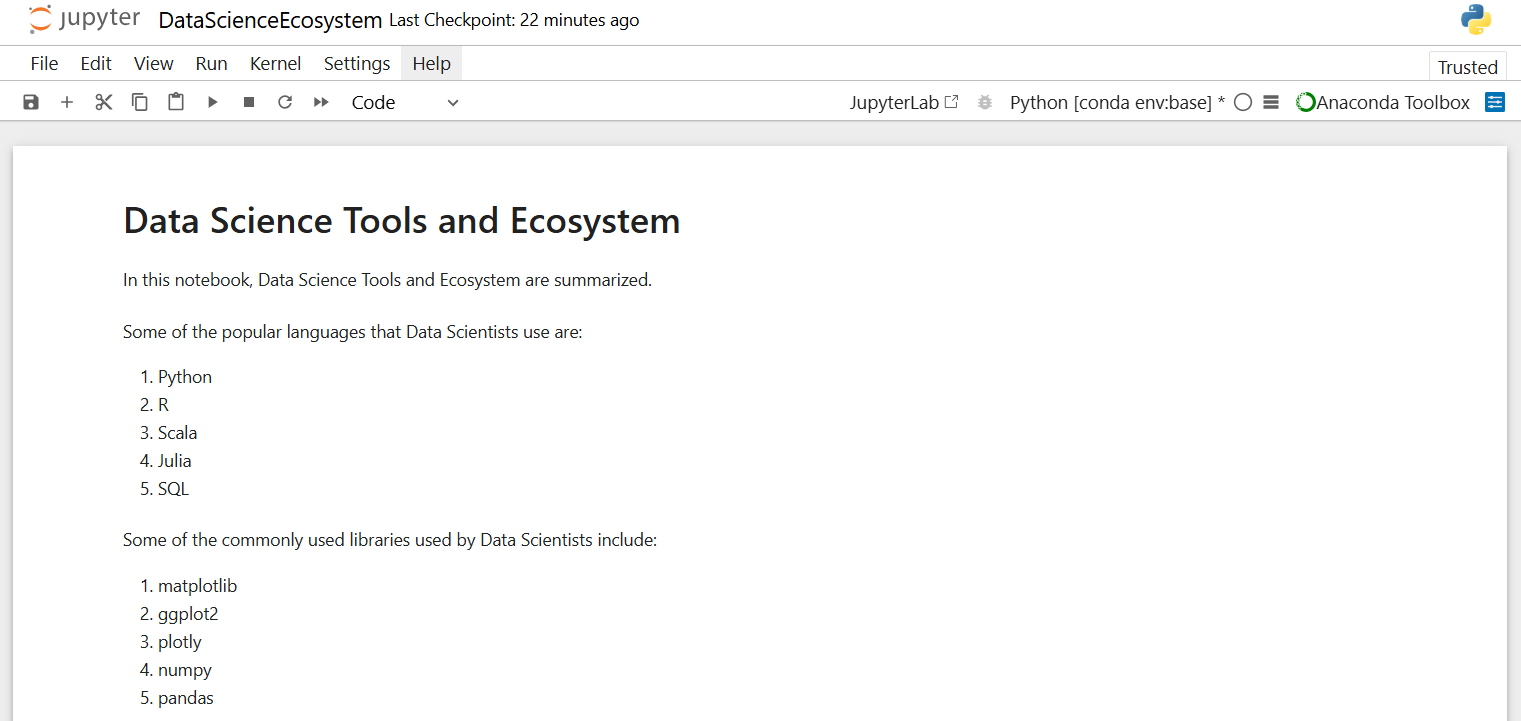 jupyter DataScienceEcosystem Last Checkpoint: 22 minutes ago
File Edit View Run Kernel Settings Help Trusted
Code JupyterLab Python [conda env:base] * Anaconda Toolbox
Data Science Tools and Ecosystem
In this notebook, Data Science Tools and Ecosystem are summarized.
Some of the popular languages that Data Scientists use are:
1. Python
2. R
3. Scala
4. Julia
5. SQL
Some of the commonly used libraries used by Data Scientists include:
1. matplotlib
2. ggplot2
3. plotly
4. numpy
5. pandas